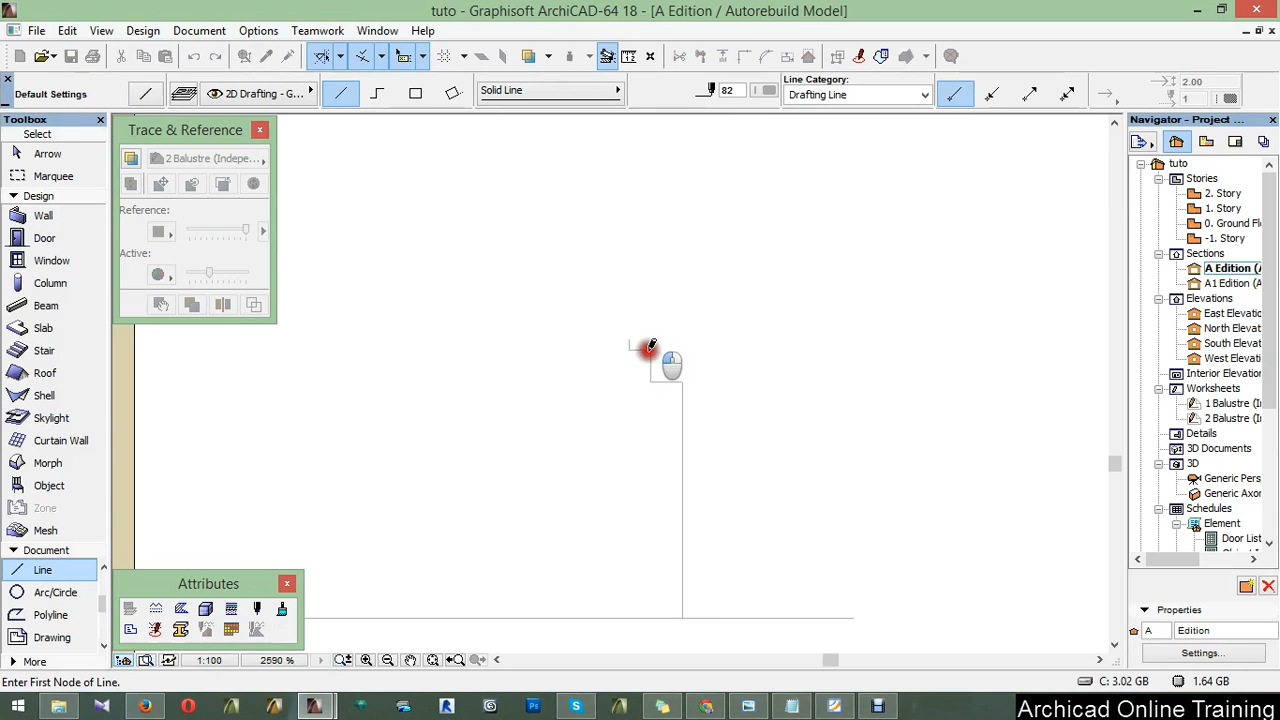 tuto - Graphisoft ArchiCAD-64 18 - [A Edition / Autorebuild Model]
File Edit View Design Document Options Teamwork Window Help
Default Settings
2D Drafting - G...
Solid Line
82
Line Category:
Drafting Line
2.00
1
Toolbox
Select
Arrow
Marquee
Design
Wall
Door
Window
Column
Beam
Slab
Stair
Roof
Shell
Skylight
Curtain Wall
Morph
Object
Zone
Mesh
Document
Line
Arc/Circle
Polyline
Drawing
More
Trace & Reference
2 Balustre (Indepe...
Reference:
Active:
Attributes
1:100
2590 %
Enter First Node of Line.
C: 3.02 GB
1.64 GB
Navigator - Project ...
tuto
Stories
2. Story
1. Story
0. Ground Fl
-1. Story
Sections
A Edition (A
A1 Edition (A
Elevations
East Elevatio
North Elevat
South Elevat
West Elevati
Interior Elevation
Worksheets
1 Balustre (I
2 Balustre (I
Details
3D Documents
3D
Generic Pers
Generic Axo
Schedules
Element
Door List
Properties
A
Edition
Settings...
Archicad Online Training